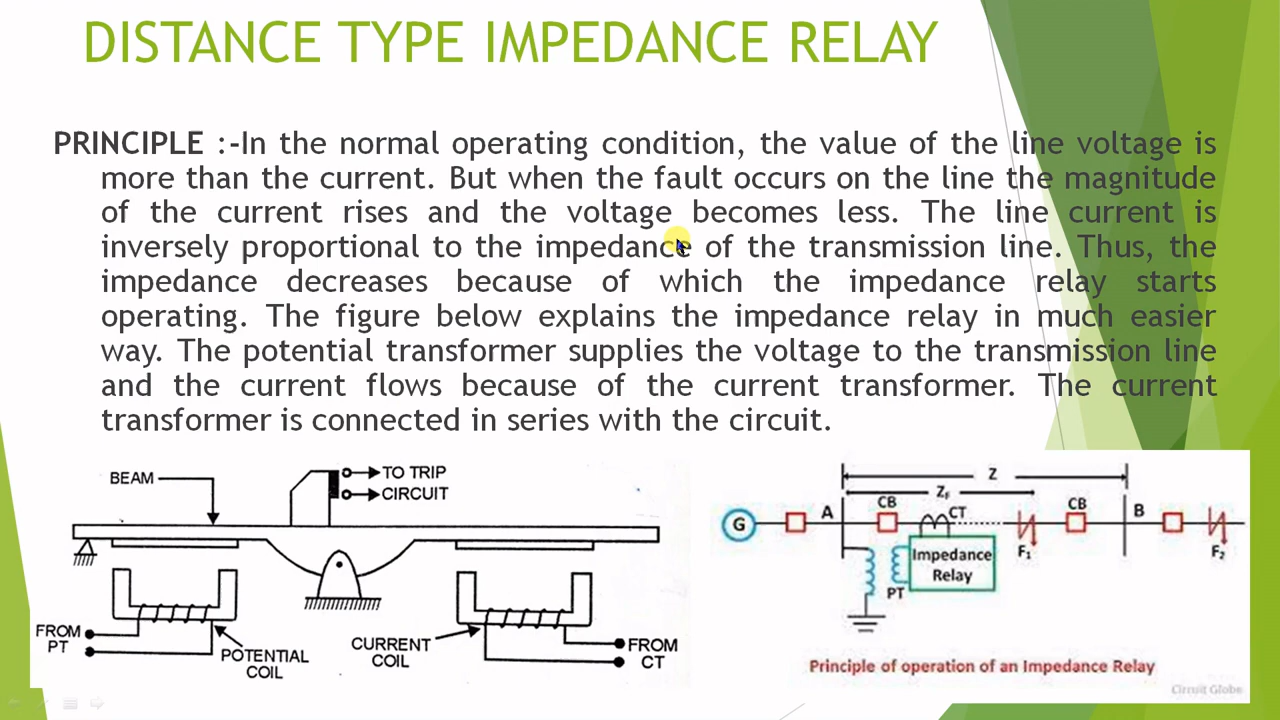 DISTANCE TYPE IMPEDANCE RELAY
PRINCIPLE :-In the normal operating condition, the value of the line voltage is
more than the current. But when the fault occurs on the line the magnitude
of the current rises and the voltage becomes less. The line current is
inversely proportional to the impedance of the transmission line. Thus, the
impedance decreases because of which the impedance relay starts
operating. The figure below explains the impedance relay in much easier
way. The potential transformer supplies the voltage to the transmission line
and the current flows because of the current transformer. The current
transformer is connected in series with the circuit.
BEAM
TO TRIP
CIRCUIT
FROM
PT
POTENTIAL
COIL
CURRENT
COIL
FROM
CT
Z
ZF
G
A
CB
CT
F1
CB
B
F2
Impedance
Relay
PT
Principle of operation of an Impedance Relay
Circuit Globe